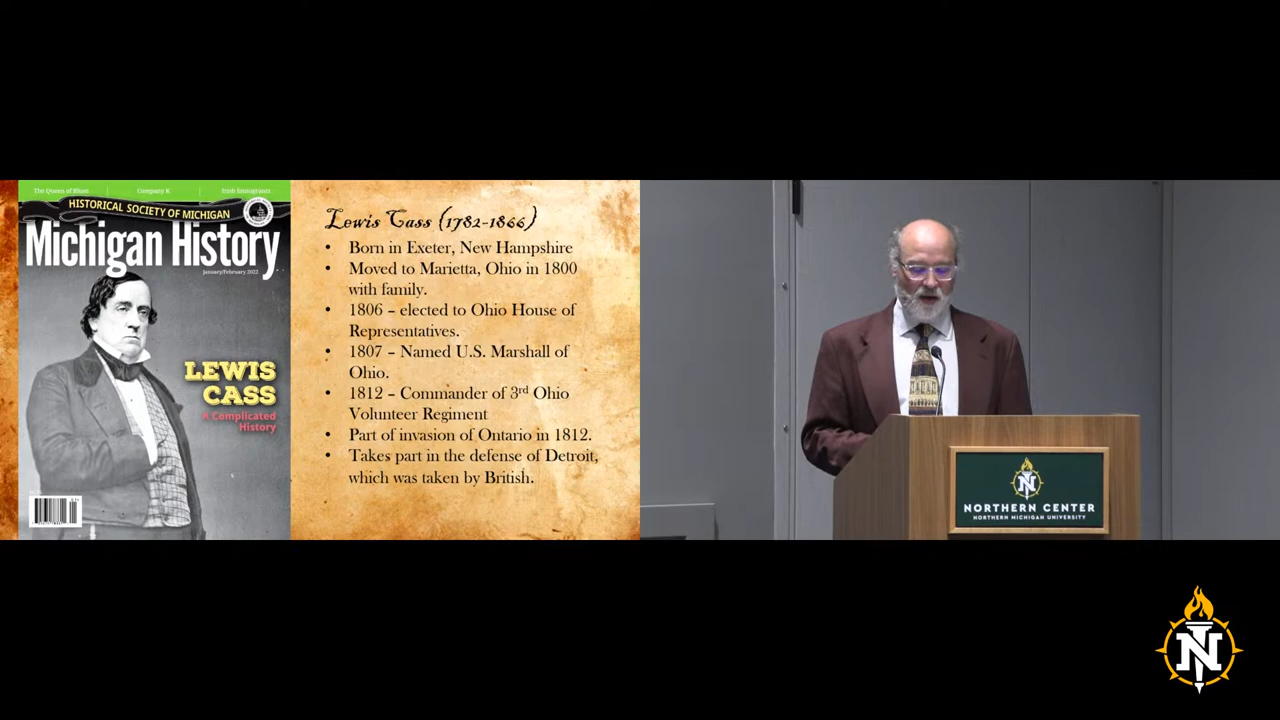 The Queen of Blues
Company K
Irish Immigrants
HISTORICAL SOCIETY OF MICHIGAN
Michigan History
January/February 2022
LEWIS
CASS
A Complicated
History
Lewis Cass (1782-1866)
• Born in Exeter, New Hampshire
• Moved to Marietta, Ohio in 1800
with family.
• 1806 – elected to Ohio House of
Representatives.
• 1807 – Named U.S. Marshall of
Ohio.
• 1812 – Commander of 3rd Ohio
Volunteer Regiment
• Part of invasion of Ontario in 1812.
• Takes part in the defense of Detroit,
which was taken by British.
N
NORTHERN CENTER
NORTHERN MICHIGAN UNIVERSITY
N